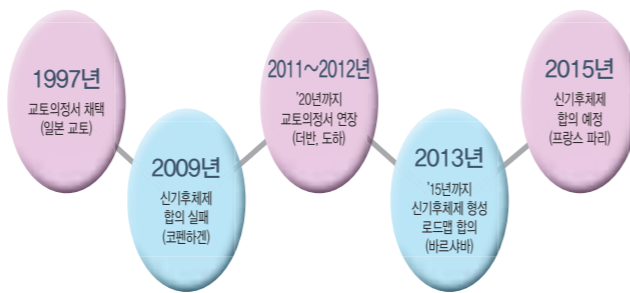 1997년
교토의정서 채택
(일본 교토)
2009년
신기후체제
합의 실패
(코펜하겐)
2011~2012년
'20년까지
교토의정서 연장
(더반, 도하)
2013년
'15년까지
신기후체제 형성
로드맵 합의
(바르샤바)
2015년
신기후체제
합의 예정
(프랑스 파리)